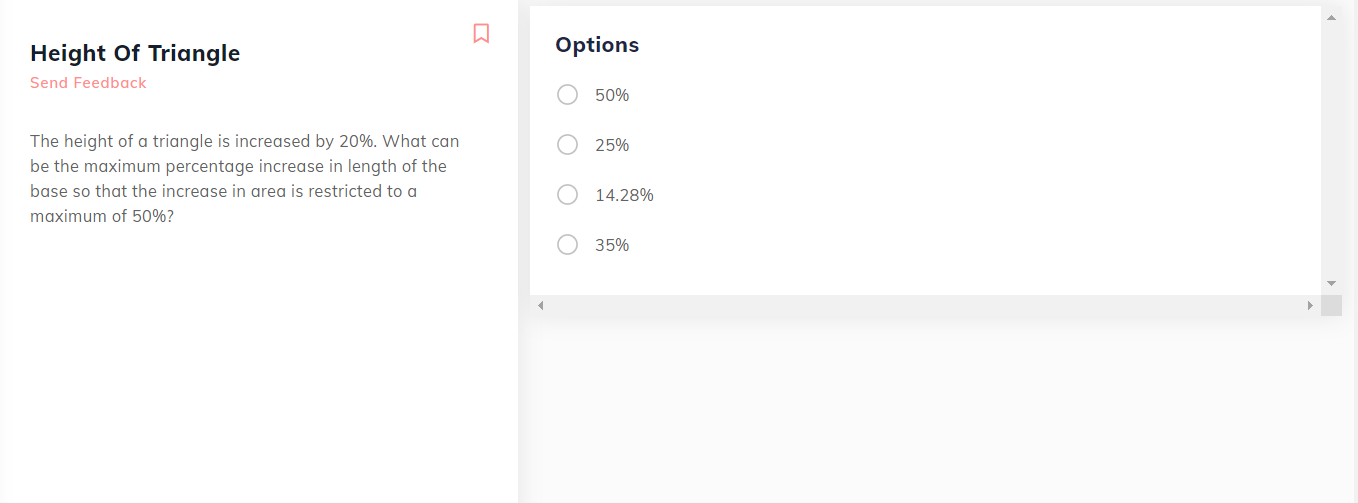 Height Of Triangle
Send Feedback
The height of a triangle is increased by 20%. What can
be the maximum percentage increase in length of the
base so that the increase in area is restricted to a
maximum of 50%?
Options
50%
25%
14.28%
35%